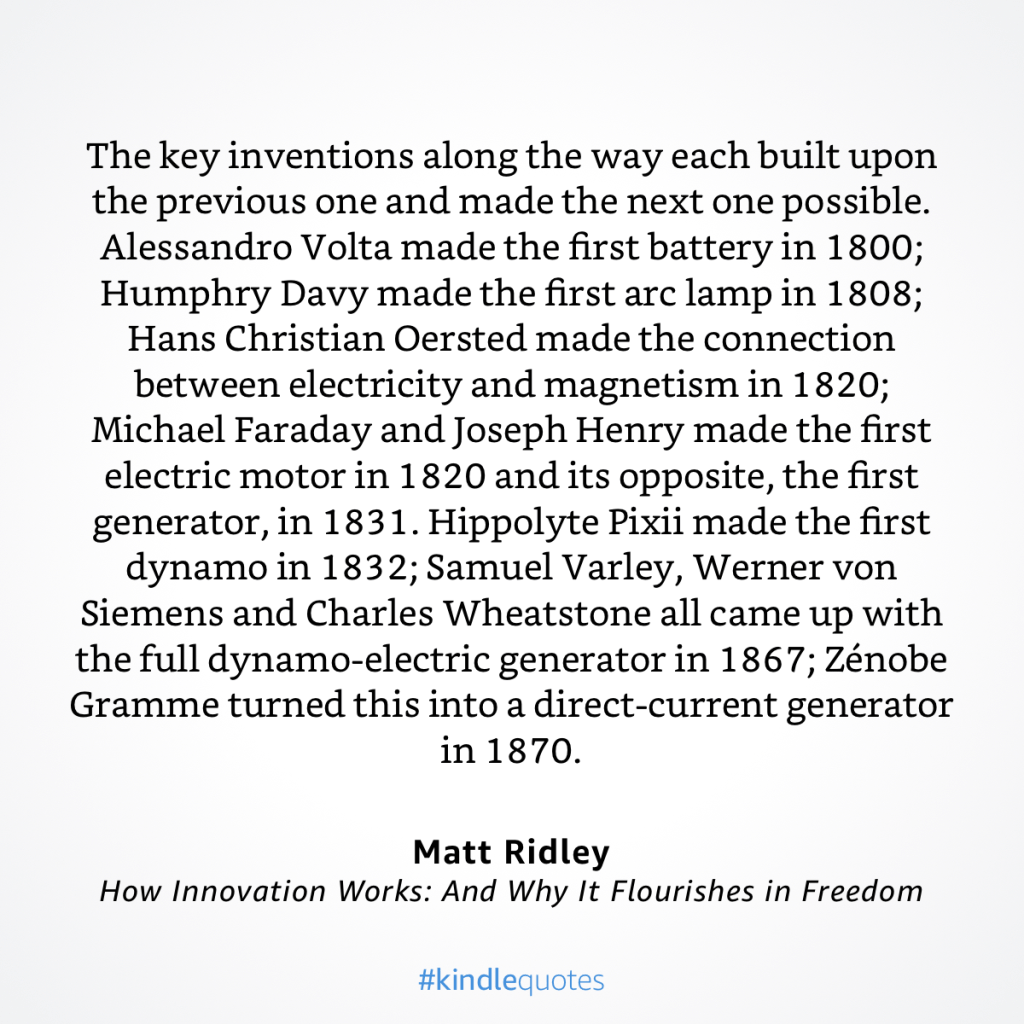 The key inventions along the way each built upon
the previous one and made the next one possible.
Alessandro Volta made the first battery in 1800;
Humphry Davy made the first arc lamp in 1808;
Hans Christian Oersted made the connection
between electricity and magnetism in 1820;
Michael Faraday and Joseph Henry made the first
electric motor in 1820 and its opposite, the first
generator, in 1831. Hippolyte Pixii made the first
dynamo in 1832; Samuel Varley, Werner von
Siemens and Charles Wheatstone all came up with
the full dynamo-electric generator in 1867; Zénobe
Gramme turned this into a direct-current generator
in 1870.
Matt Ridley
How Innovation Works: And Why It Flourishes in Freedom
#kindlequotes